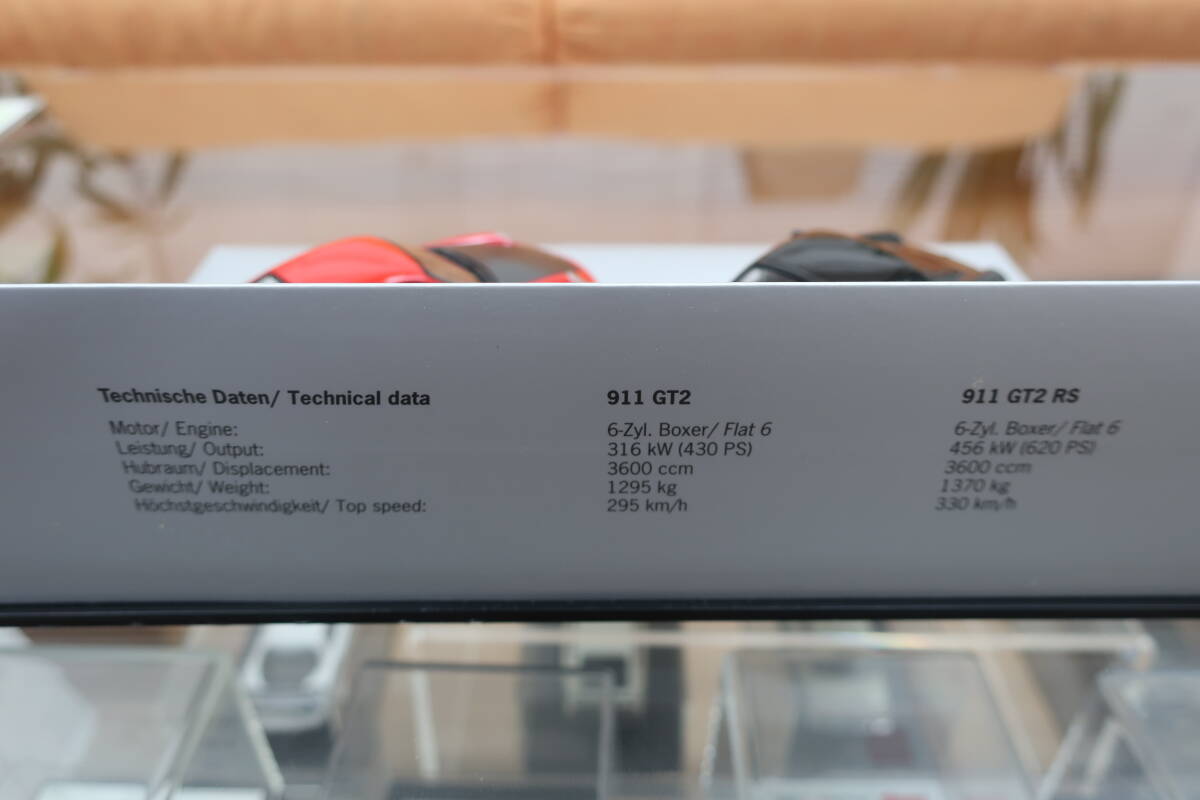 Technische Daten/ Technical data 911 GT2 911 GT2 RS
Motor/ Engine: 6-Zyl. Boxer/ Flat 6 6-Zyl. Boxer/ Flat 6
Leistung/ Output: 316 kW (430 PS) 456 kW (620 PS)
Hubraum/ Displacement: 3600 ccm 3600 ccm
Gewicht/ Weight: 1295 kg 1370 kg
Höchstgeschwindigkeit/ Top speed: 295 km/h 330 km/h